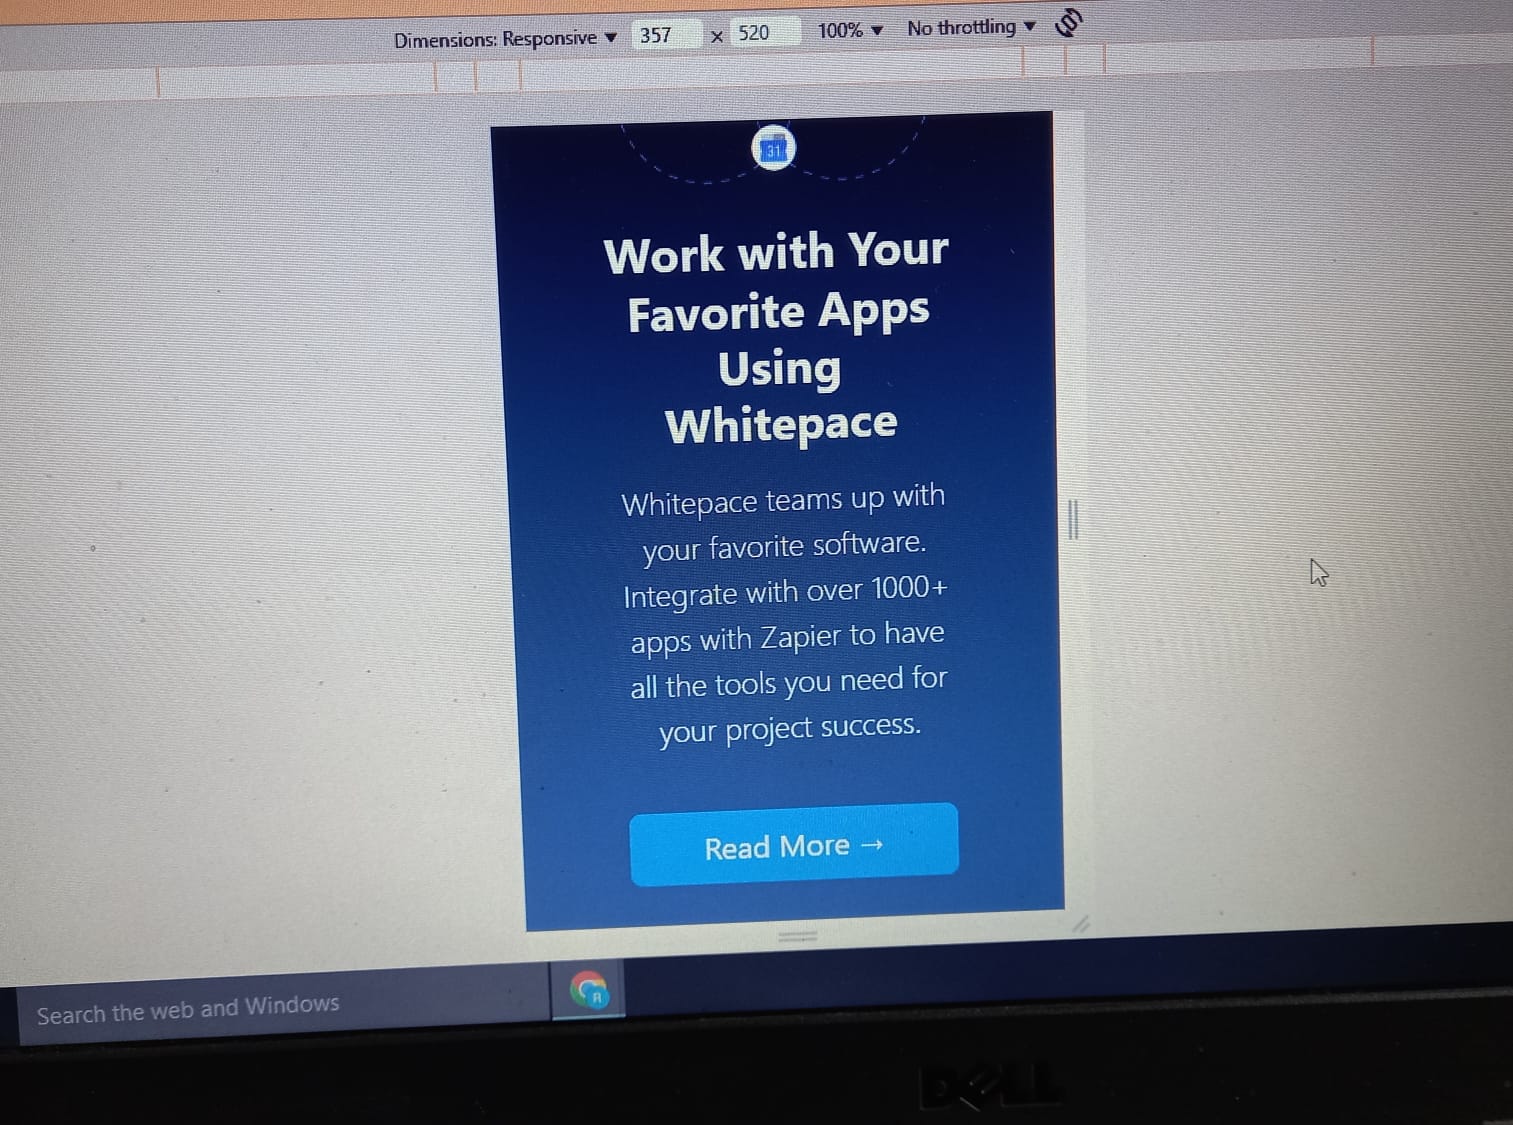 Dimensions: Responsive ▼ 357 × 520 100% ▼ No throttling ▼
31
Work with Your
Favorite Apps
Using
Whitepace
Whitepace teams up with
your favorite software.
Integrate with over 1000+
apps with Zapier to have
all the tools you need for
your project success.
Read More →
Search the web and Windows
R
DELL